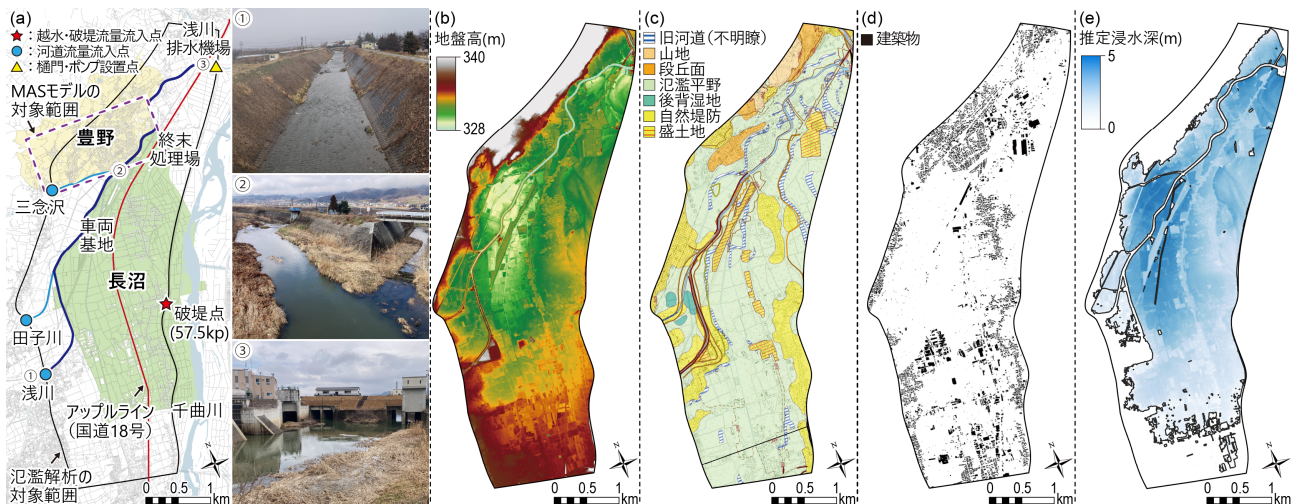 (a)
★：越水・破堤流量流入点
●：河道流量流入点
▲：樋門・ポンプ設置点
浅川
排水機場
③
MASモデルの
対象範囲
豊野
終末
処理場
②
三念沢
車両
基地
長沼
破堤点
(57.5kp)
田子川
①
浅川
アップルライン
(国道18号)
千曲川
氾濫解析の
対象範囲
N
0 0.5 1
km
①
②
③
(b)
地盤高(m)
340
328
N
0 0.5 1
km
(c)
旧河道(不明瞭)
山地
段丘面
氾濫平野
後背湿地
自然堤防
盛土地
N
0 0.5 1
km
(d)
建築物
N
0 0.5 1
km
(e)
推定浸水深(m)
5
0
N
0 0.5 1
km